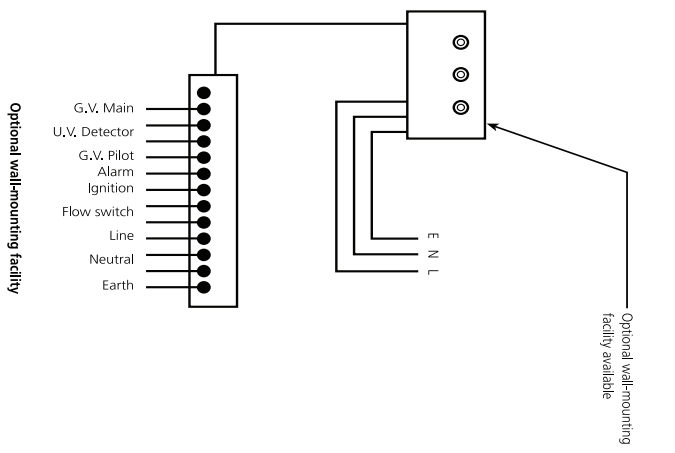 Optional wall-mounting facility
G.V. Main
U.V. Detector
G.V. Pilot
Alarm
Ignition
Flow switch
Line
Neutral
Earth
E
N
L
Optional wall-mounting
facility available